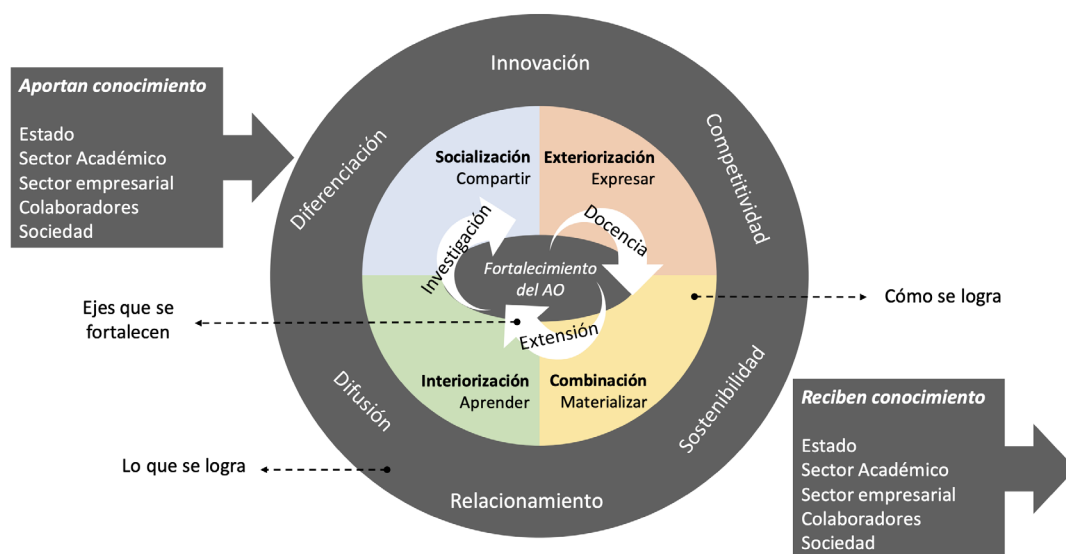 Aportan conocimiento
Estado
Sector Académico
Sector empresarial
Colaboradores
Sociedad
Innovación
Diferenciación
Competitividad
Socialización
Compartir
Exteriorización
Expresar
Investigación
Docencia
Fortalecimiento
del AO
Extensión
Interiorización
Aprender
Combinación
Materializar
Ejes que se
fortalecen
Cómo se logra
Difusión
Sostenibilidad
Lo que se logra
Relacionamiento
Reciben conocimiento
Estado
Sector Académico
Sector empresarial
Colaboradores
Sociedad